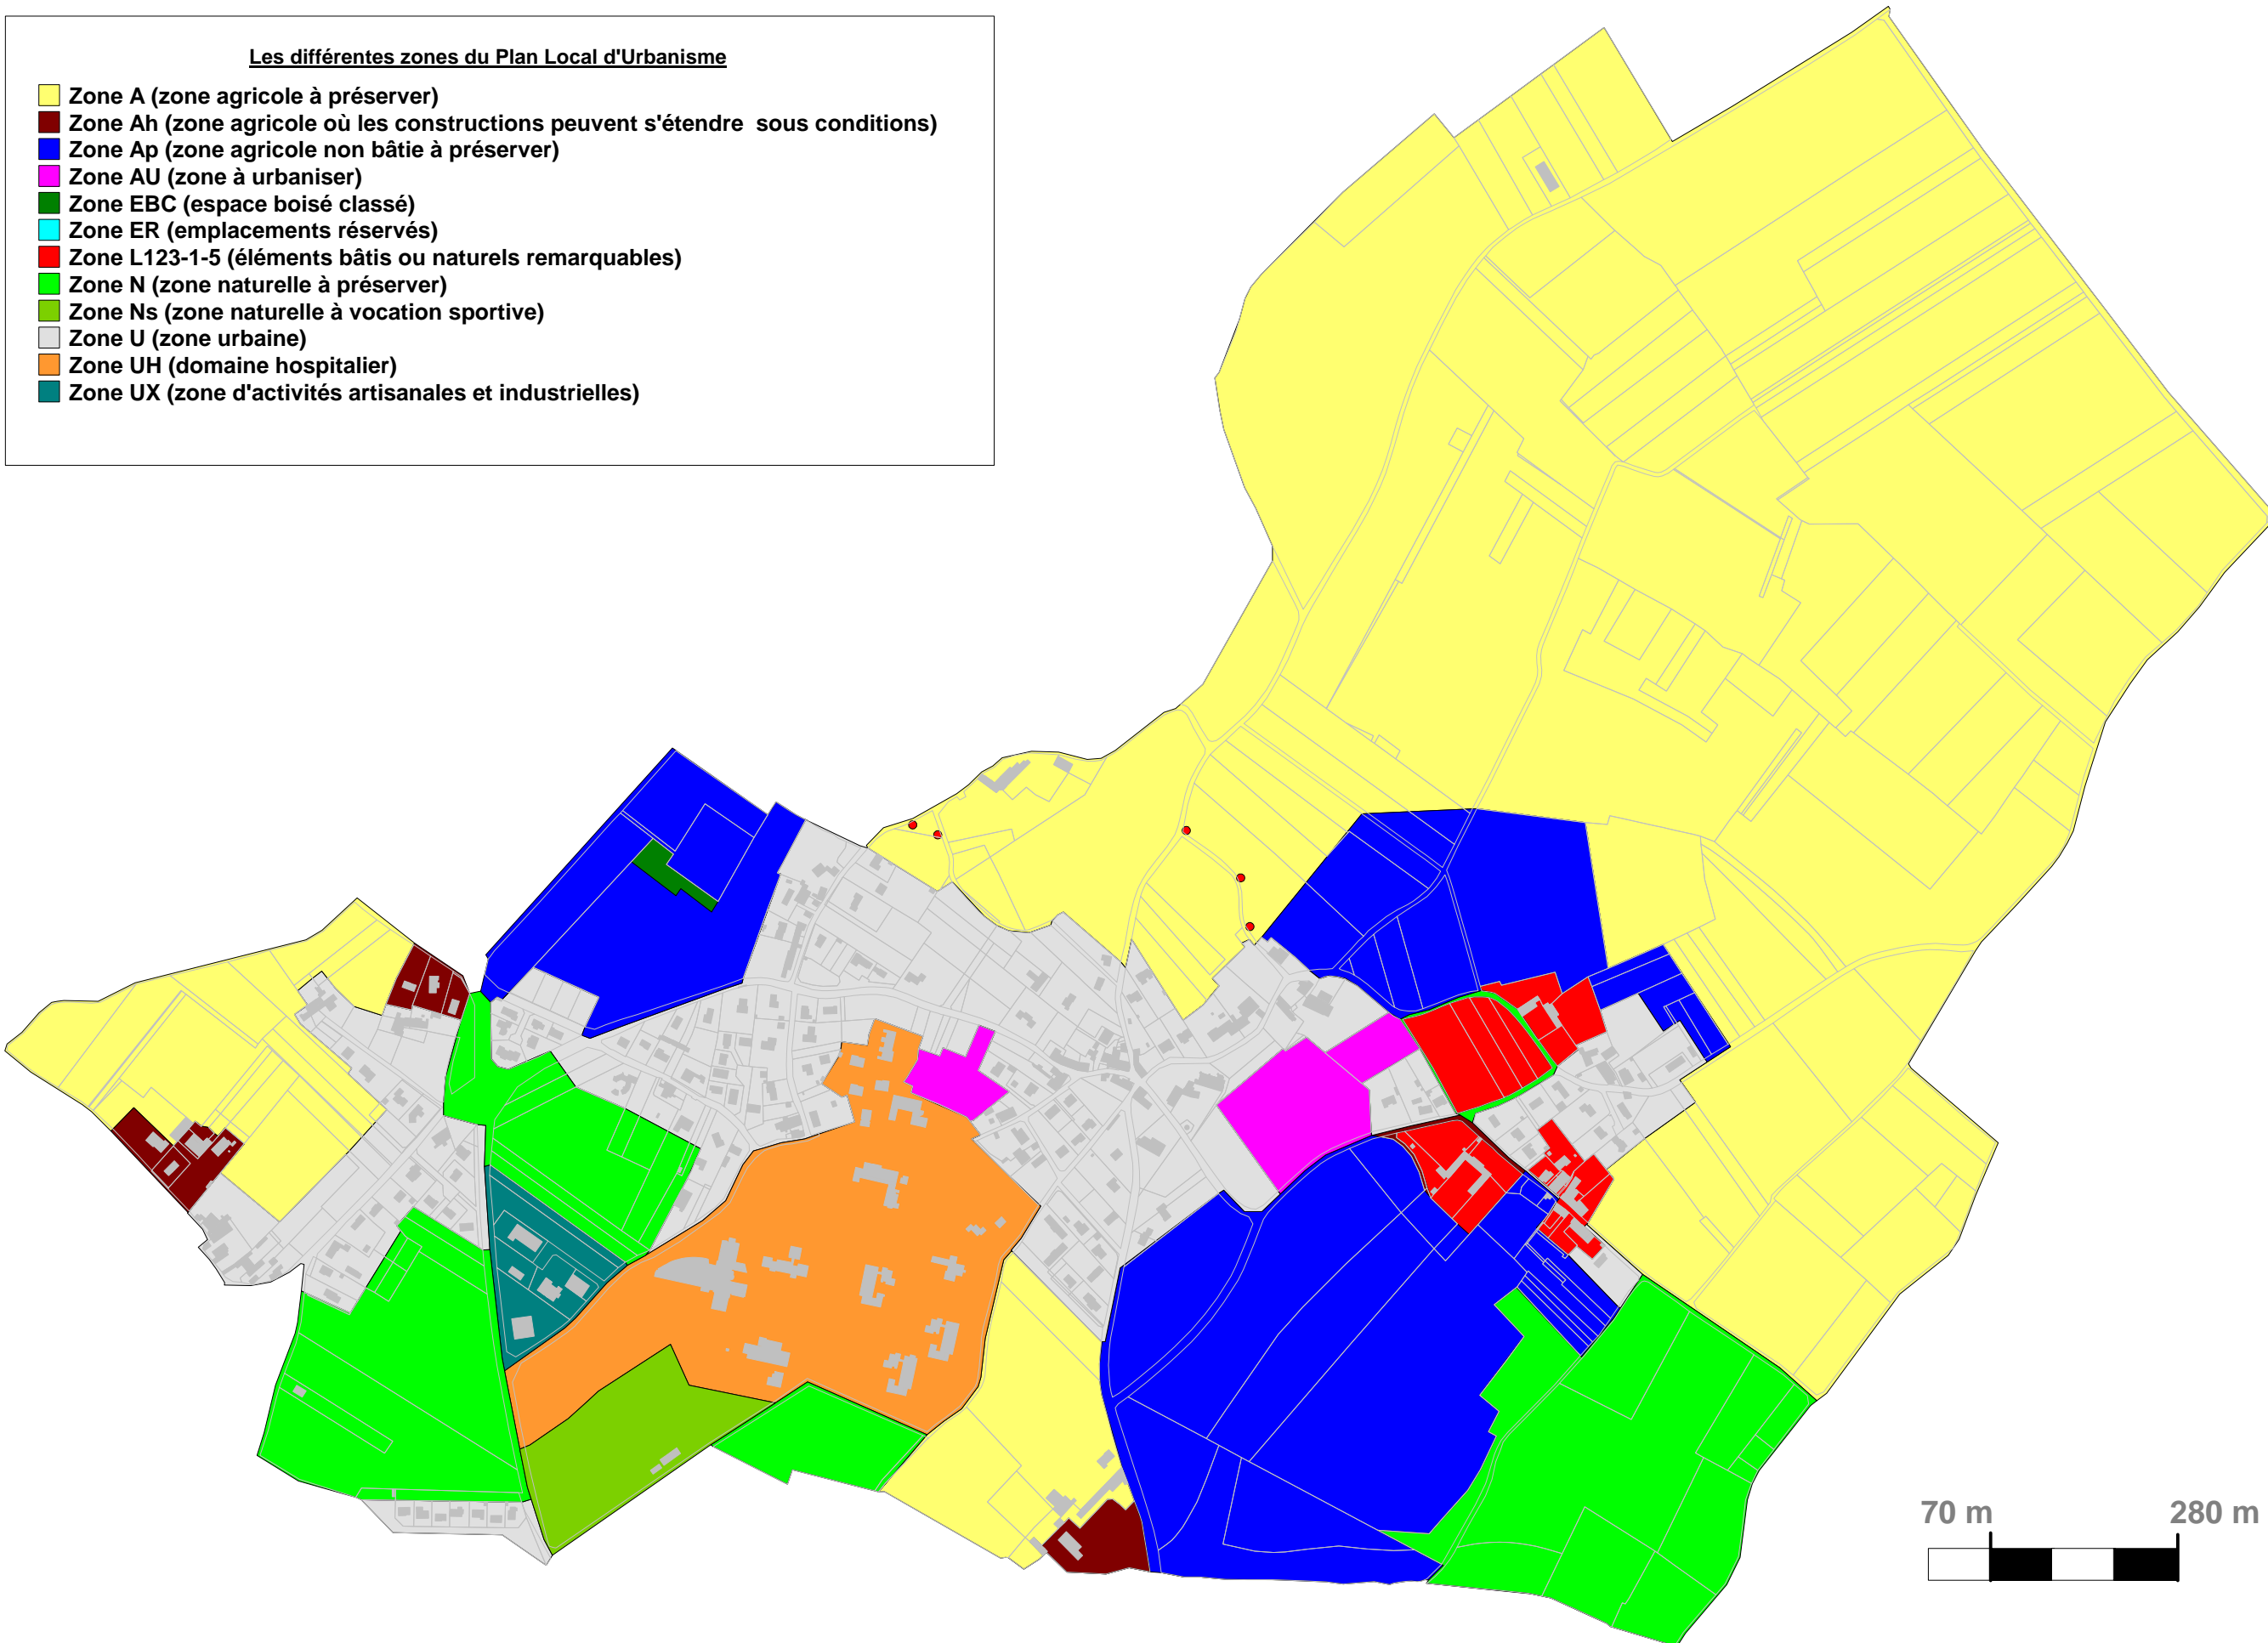 Les différentes zones du Plan Local d'Urbanisme
Zone A (zone agricole à préserver)
Zone Ah (zone agricole où les constructions peuvent s'étendre sous conditions)
Zone Ap (zone agricole non bâtie à préserver)
Zone AU (zone à urbaniser)
Zone EBC (espace boisé classé)
Zone ER (emplacements réservés)
Zone L123-1-5 (éléments bâtis ou naturels remarquables)
Zone N (zone naturelle à préserver)
Zone Ns (zone naturelle à vocation sportive)
Zone U (zone urbaine)
Zone UH (domaine hospitalier)
Zone UX (zone d'activités artisanales et industrielles)
70 m 280 m